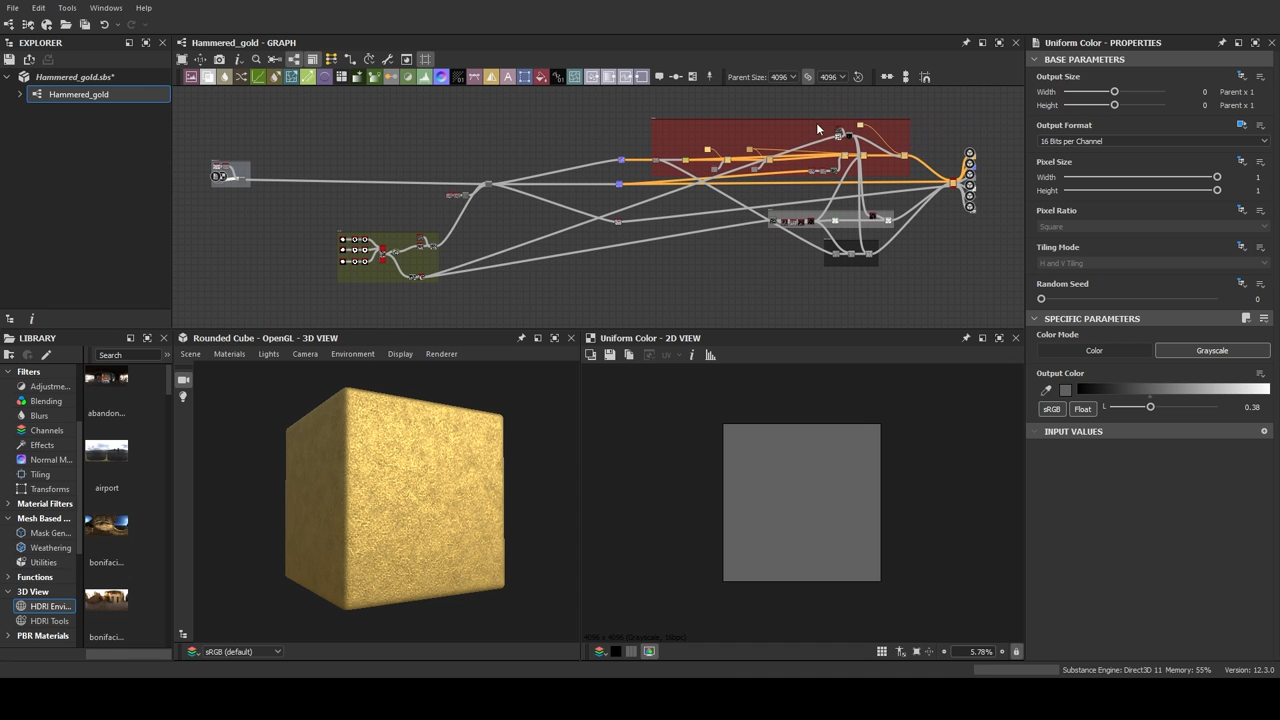 File Edit Tools Windows Help
EXPLORER
Hammered_gold.sbs*
Hammered_gold
Hammered_gold - GRAPH
Parent Size: 4096 4096
Uniform Color - PROPERTIES
BASE PARAMETERS
Output Size
Width 0 Parent x 1
Height 0 Parent x 1
Output Format
16 Bits per Channel
Pixel Size
Width 1
Height 1
Pixel Ratio
Square
Tiling Mode
H and V Tiling
Random Seed
0
SPECIFIC PARAMETERS
Color Mode
Color Grayscale
Output Color
sRGB Float L 0.38
INPUT VALUES
LIBRARY
Search
Filters
Adjustme...
Blending
Blurs
Channels
Effects
Normal M...
Tiling
Transforms
Material Filters
Mesh Based ...
Mask Gen...
Weathering
Utilities
Functions
3D View
HDRI Envi...
HDRI Tools
PBR Materials
abandon...
airport
bonifaci...
bonifaci...
Rounded Cube - OpenGL - 3D VIEW
Scene Materials Lights Camera Environment Display Renderer
sRGB (default)
Uniform Color - 2D VIEW
UV
4096 x 4096 (Grayscale, 16bpc)
5.78%
Substance Engine: Direct3D 11 Memory: 55% Version: 12.3.0